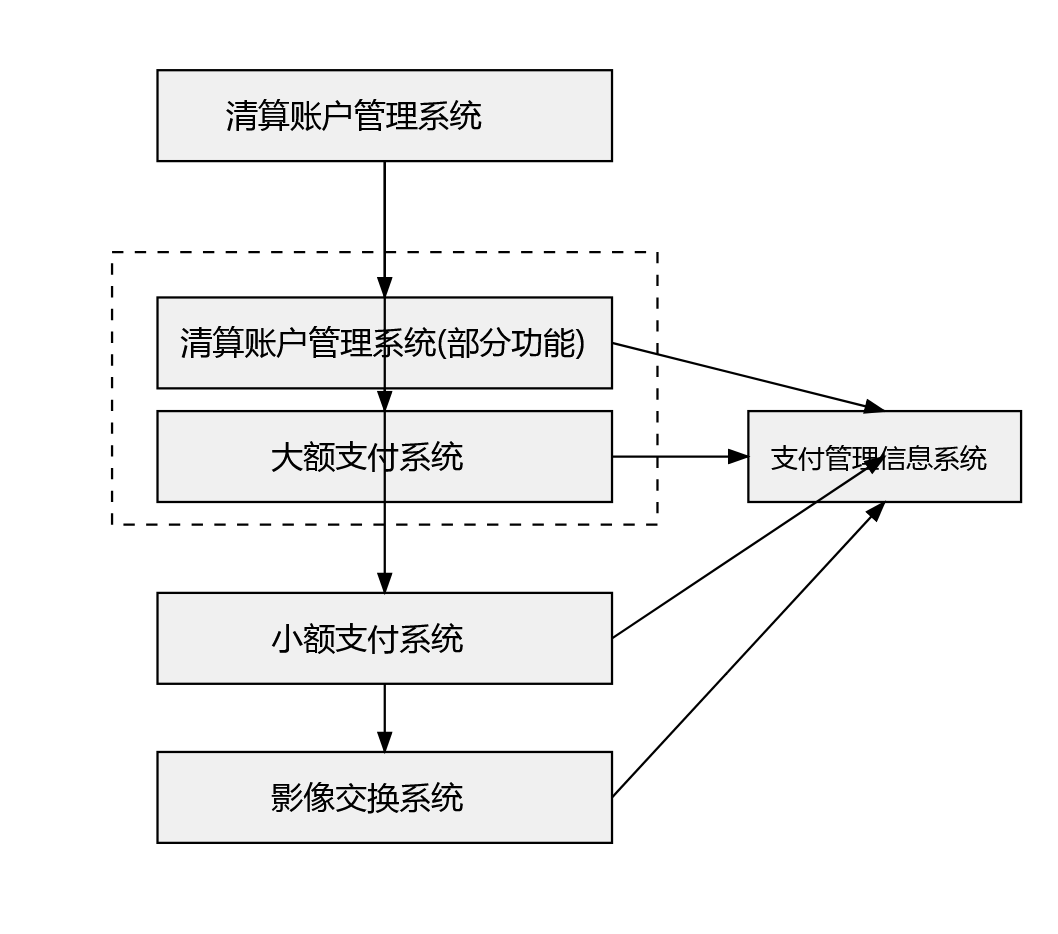 清算账户管理系统
清算账户管理系统(部分功能)
大额支付系统
支付管理信息系统
小额支付系统
影像交换系统